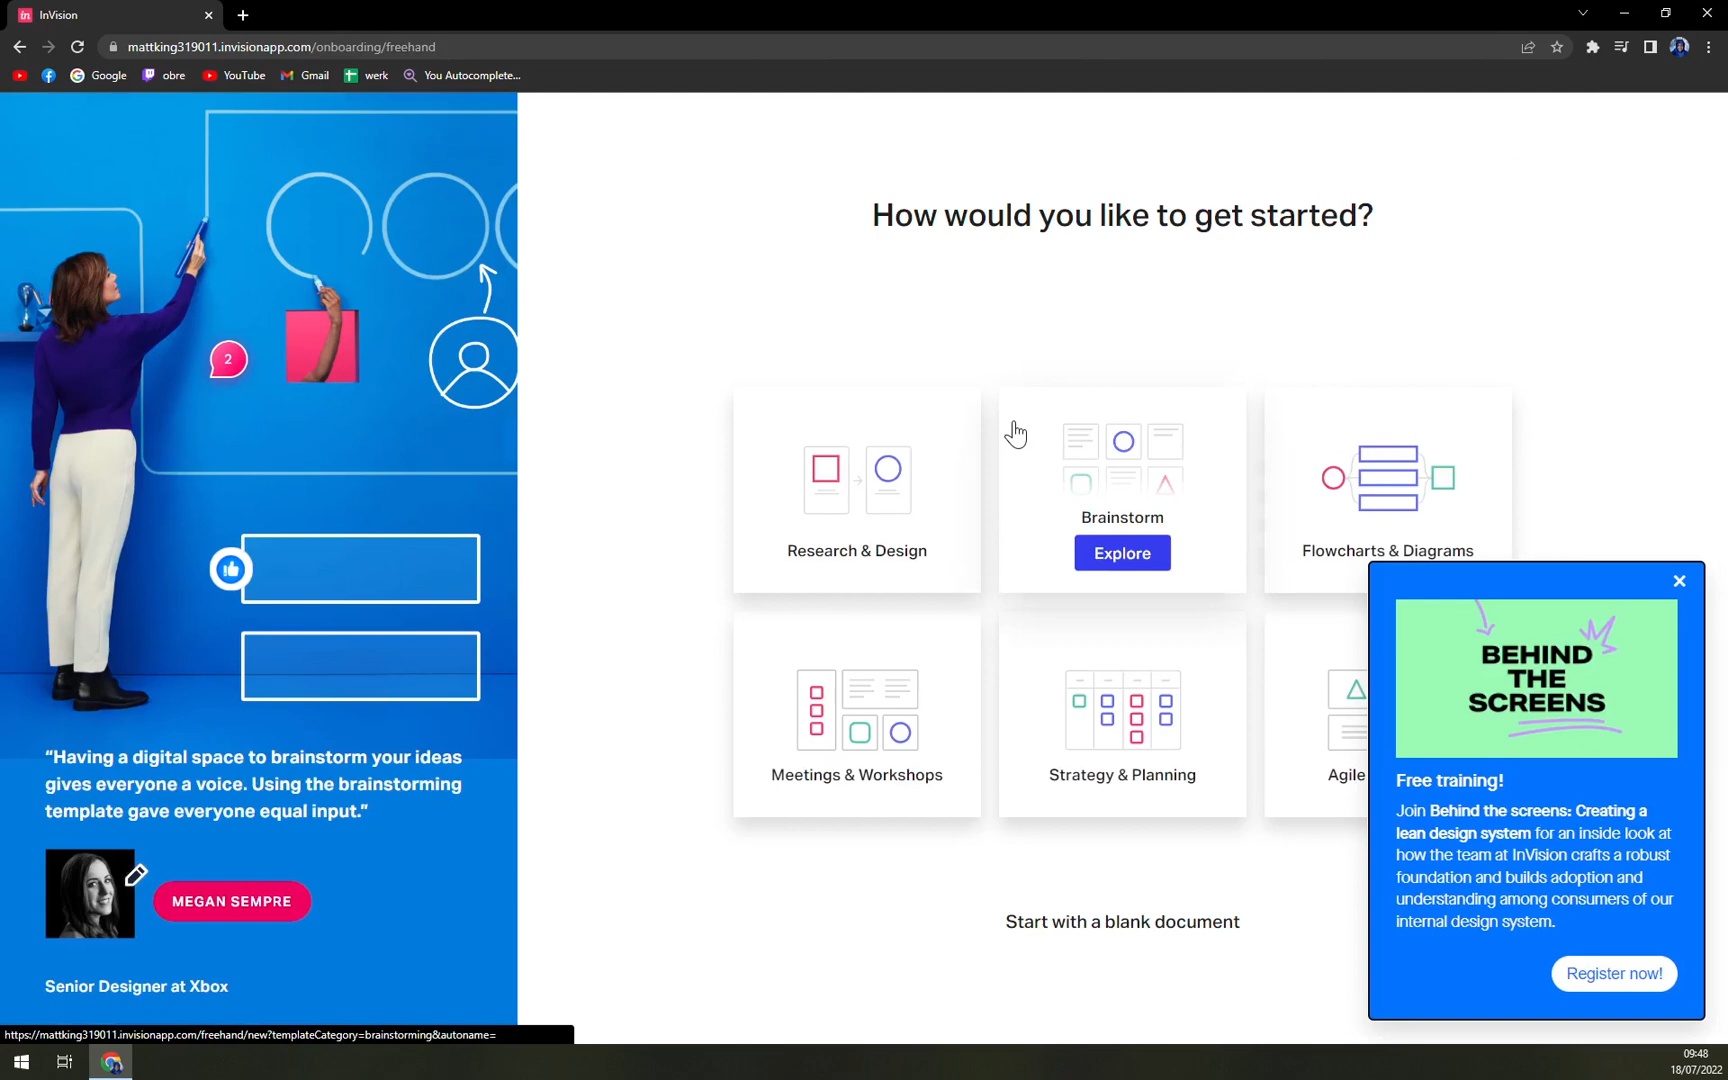 InVision
mattking319011.invisionapp.com/onboarding/freehand
Google
obre
YouTube
Gmail
werk
You Autocomplete...
How would you like to get started?
2
Research & Design
Brainstorm
Explore
Flowcharts & Diagrams
Meetings & Workshops
Strategy & Planning
Agile
Start with a blank document
“Having a digital space to brainstorm your ideas
gives everyone a voice. Using the brainstorming
template gave everyone equal input.”
MEGAN SEMPRE
Senior Designer at Xbox
BEHIND
THE
SCREENS
Free training!
Join Behind the screens: Creating a
lean design system for an inside look at
how the team at InVision crafts a robust
foundation and builds adoption and
understanding among consumers of our
internal design system.
Register now!
https://mattking319011.invisionapp.com/freehand/new?templateCategory=brainstorming&autoname=
09:48
18/07/2022